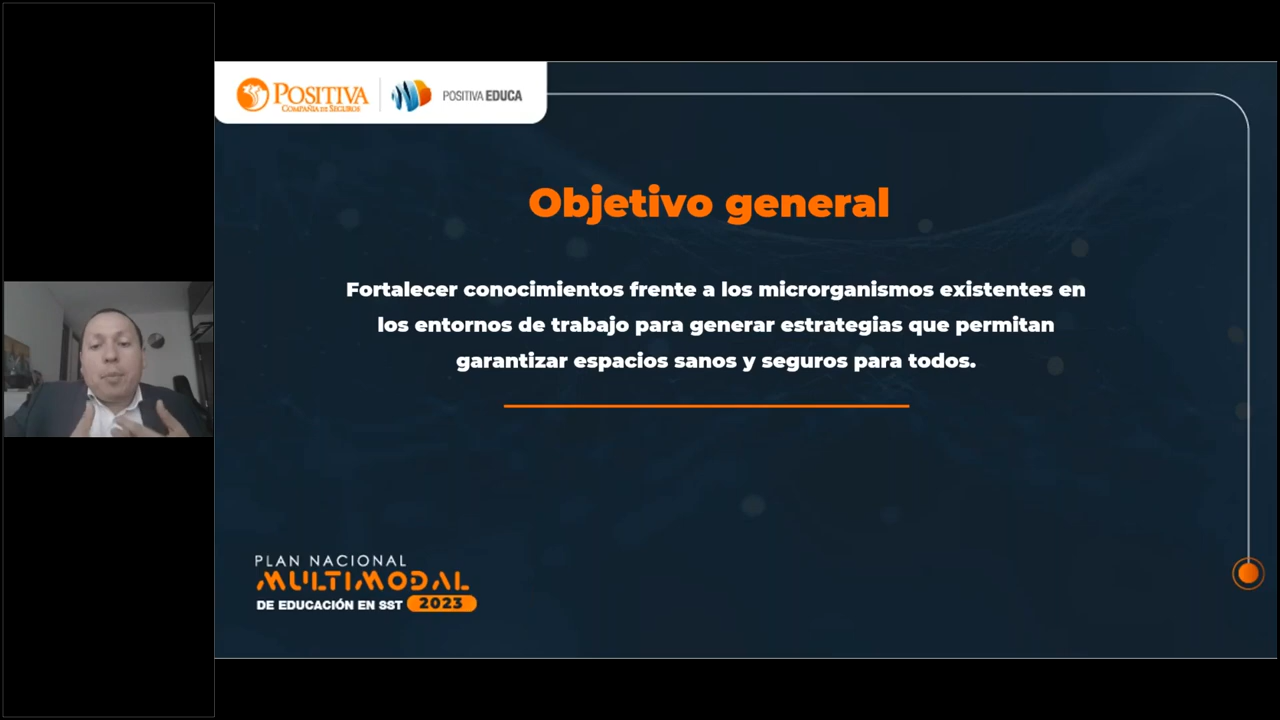 POSITIVA
COMPAÑÍA DE SEGUROS
POSITIVA EDUCA
Objetivo general
Fortalecer conocimientos frente a los microrganismos existentes en
los entornos de trabajo para generar estrategias que permitan
garantizar espacios sanos y seguros para todos.
PLAN NACIONAL
MULTIMODAL
DE EDUCACIÓN EN SST 2023